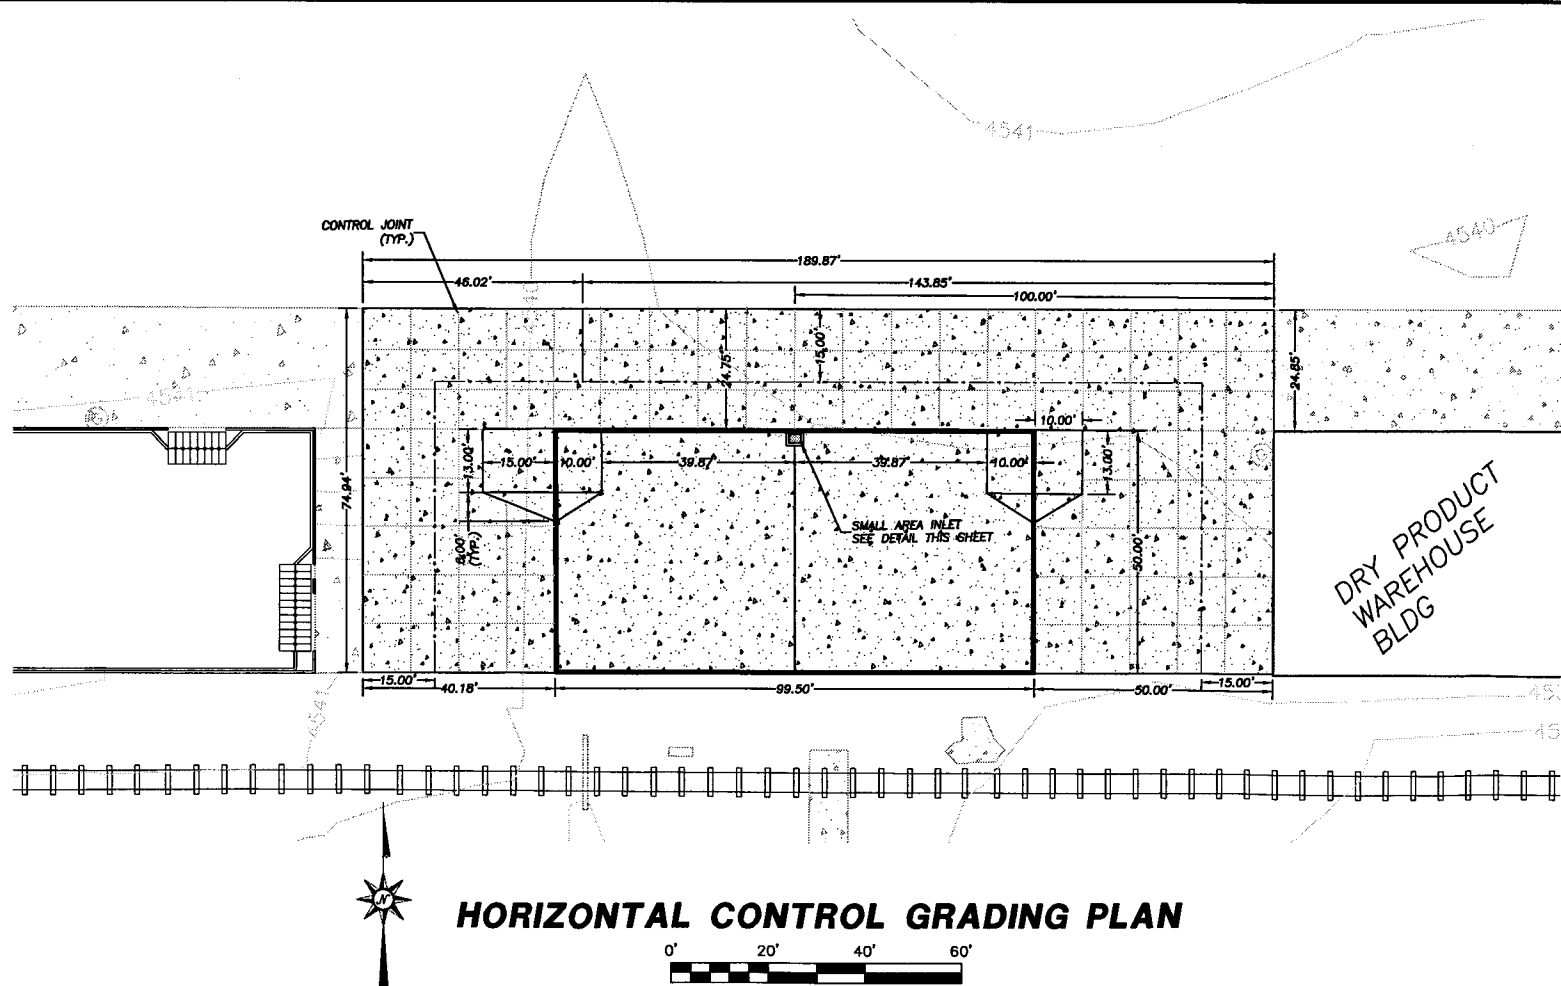 4541
4540
CONTROL JOINT
(TYP.)
189.87'
46.02'
143.85'
100.00'
40
24.75'
15.00'
24.85'
74.94'
13.00'
15.00'
10.00'
39.87'
39.87'
10.00'
10.00'
13.00'
SMALL AREA INLET
SEE DETAIL THIS SHEET
(TYP.)
50.00'
DRY PRODUCT
WAREHOUSE
BLDG
15.00'
40.18'
99.50'
50.00'
15.00'
4541
45
N
HORIZONTAL CONTROL GRADING PLAN
0' 20' 40' 60'